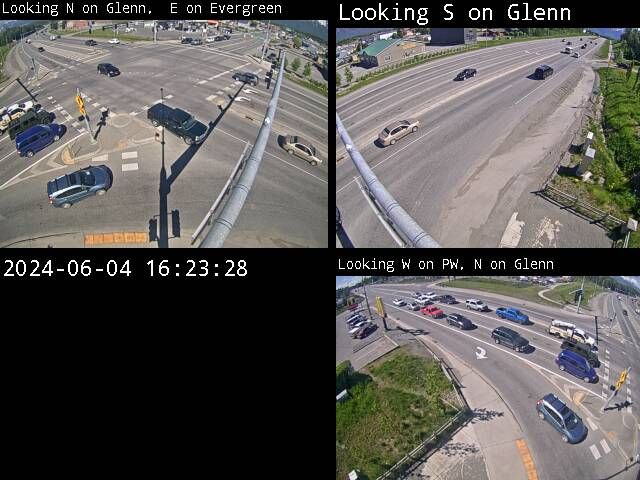 Looking N on Glenn,  E on Evergreen
Looking S on Glenn
2024-06-04 16:23:28
Looking W on PW, N on Glenn